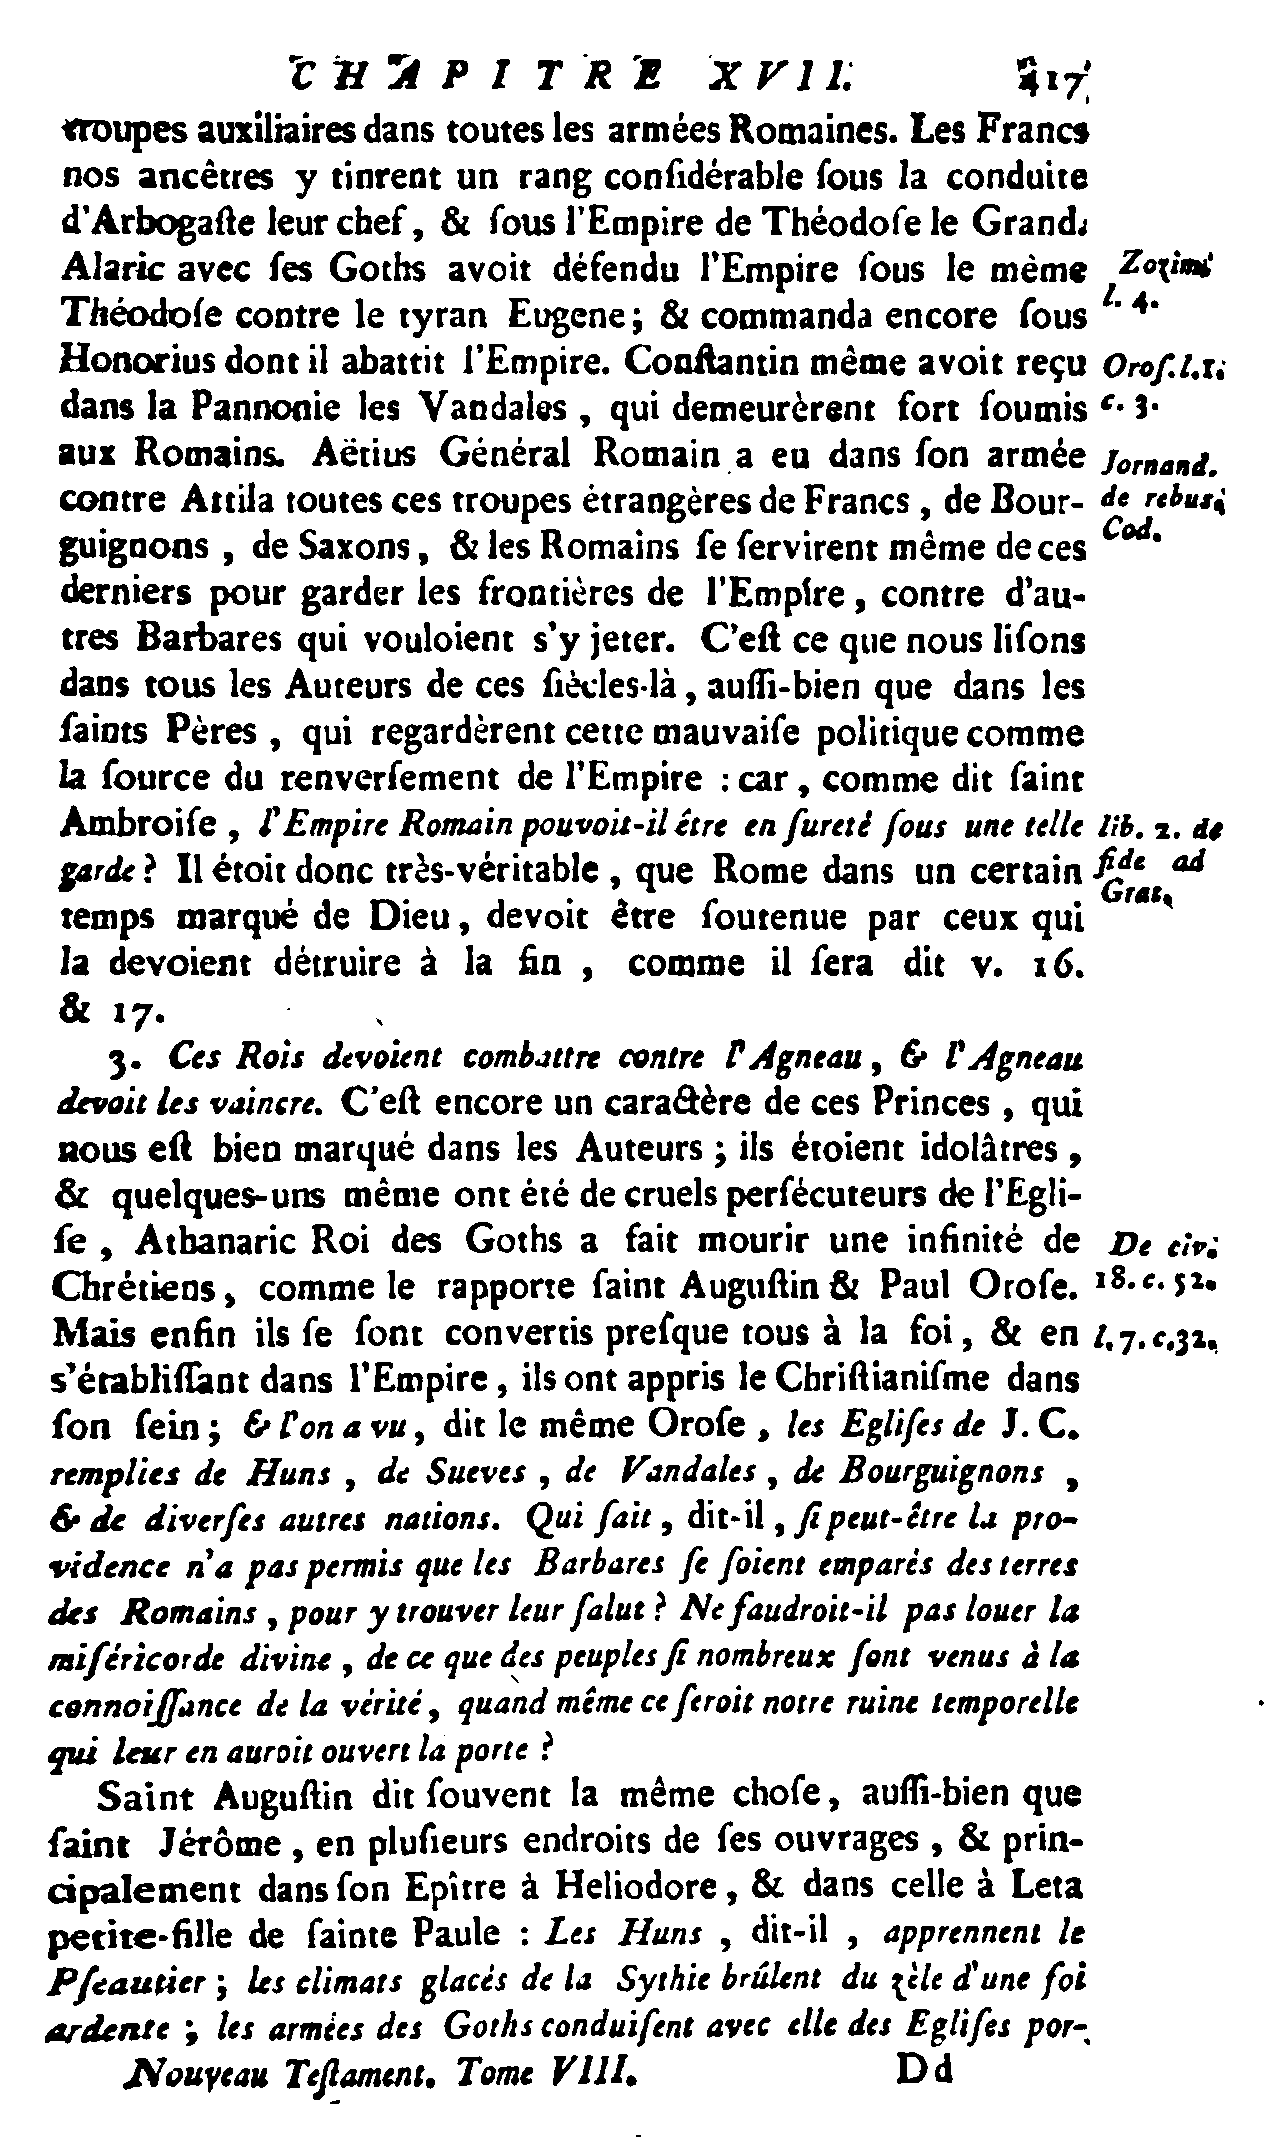 CHAPITRE XVII. 417
troupes auxiliaires dans toutes les armées Romaines. Les Francs
nos ancêtres y tinrent un rang conſidérable ſous la conduite
d'Arbogaſte leur chef, & ſous l'Empire de Théodoſe le Grand.
Alaric avec ſes Goths avoit défendu l'Empire ſous le mème
Zoʒimi
Théodoſe contre le tyran Eugene; & commanda encore ſous
l. 4.
Honorius dont il abattit l'Empire. Conſtantin même avoit reçu
Oroſ. l. 1.
dans la Pannonie les Vandales, qui demeurèrent fort ſoumis
c. 3.
aux Romains. Aëtius Général Romain a eu dans ſon armée
Jornand.
contre Attila toutes ces troupes étrangères de Francs, de Bour-
de rebus
guignons, de Saxons, & les Romains ſe ſervirent même de ces
Cod.
derniers pour garder les frontières de l'Empire, contre d'au-
tres Barbares qui vouloient s'y jeter. C'eſt ce que nous liſons
dans tous les Auteurs de ces ſiècles-là, auſſi-bien que dans les
ſaints Pères, qui regardèrent cette mauvaiſe politique comme
la ſource du renverſement de l'Empire : car, comme dit ſaint
Ambroiſe, l'Empire Romain pouvoit-il être en ſureté ſous une telle
lib. 2. de
garde? Il étoit donc très-véritable, que Rome dans un certain
fide ad
temps marqué de Dieu, devoit être ſoutenue par ceux qui
Grat.
la devoient détruire à la fin, comme il ſera dit v. 16.
& 17.
3. Ces Rois devoient combattre contre l'Agneau, & l'Agneau
devoit les vaincre. C'eſt encore un caractère de ces Princes, qui
nous eſt bien marqué dans les Auteurs; ils étoient idolâtres,
& quelques-uns même ont été de cruels perſécuteurs de l'Egli-
ſe, Athanaric Roi des Goths a fait mourir une infinité de
De civ.
Chrétiens, comme le rapporte ſaint Auguſtin & Paul Oroſe.
18. c. 52.
Mais enfin ils ſe ſont convertis preſque tous à la foi, & en
l. 7. c. 32.
s'établiſſant dans l'Empire, ils ont appris le Chriſtianiſme dans
ſon ſein; & l'on a vu, dit le même Oroſe, les Egliſes de J. C.
remplies de Huns, de Sueves, de Vandales, de Bourguignons,
& de diverſes autres nations. Qui ſait, dit-il, ſi peut-être la pro-
vidence n'a pas permis que les Barbares ſe ſoient emparés des terres
des Romains, pour y trouver leur ſalut? Ne faudroit-il pas louer la
miſéricorde divine, de ce que des peuples ſi nombreux ſont venus à la
connoiſſance de la vérité, quand même ce ſeroit notre ruine temporelle
qui leur en auroit ouvert la porte?
Saint Auguſtin dit ſouvent la même choſe, auſſi-bien que
ſaint Jérôme, en pluſieurs endroits de ſes ouvrages, & prin-
cipalement dans ſon Epître à Heliodore, & dans celle à Leta
petite-fille de ſainte Paule : Les Huns, dit-il, apprennent le
Pſeautier; les climats glacés de la Sythie brûlent du ʒèle d'une foi
ardente; les armées des Goths conduiſent avec elle des Egliſes por-
Nouveau Teſtament. Tome VIII. Dd